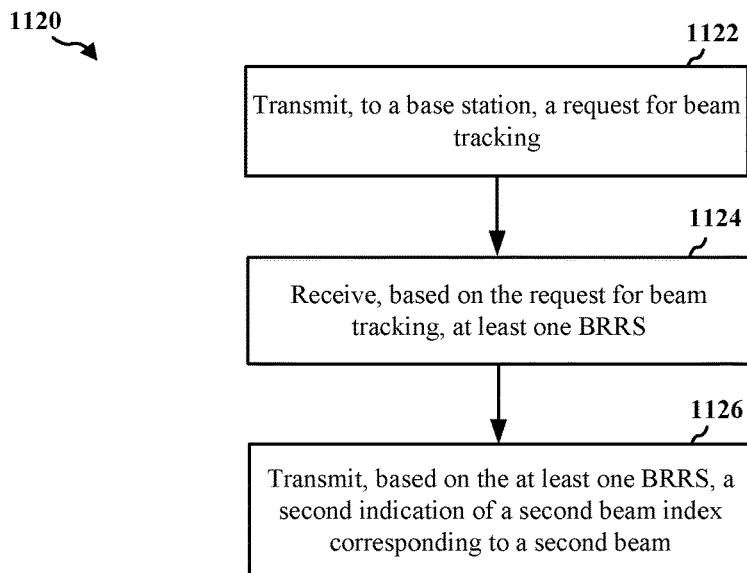 1120
1122
Transmit, to a base station, a request for beam
tracking
1124
Receive, based on the request for beam
tracking, at least one BRRS
1126
Transmit, based on the at least one BRRS, a
second indication of a second beam index
corresponding to a second beam